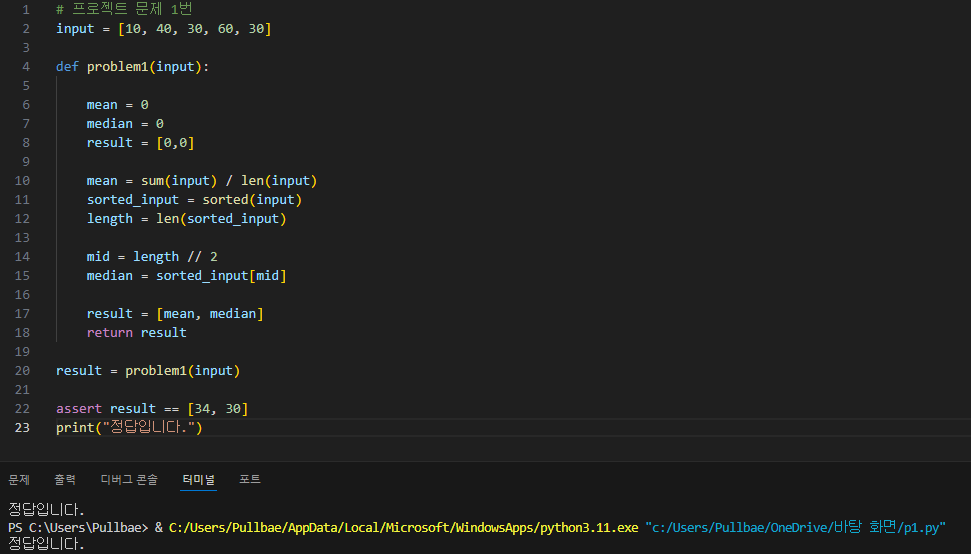 1 # 프로젝트 문제 1번
2 input = [10, 40, 30, 60, 30]
3
4 def problem1(input):
5
6     mean = 0
7     median = 0
8     result = [0,0]
9
10     mean = sum(input) / len(input)
11     sorted_input = sorted(input)
12     length = len(sorted_input)
13
14     mid = length // 2
15     median = sorted_input[mid]
16
17     result = [mean, median]
18     return result
19
20 result = problem1(input)
21
22 assert result == [34, 30]
23 print("정답입니다.")
문제 출력 디버그 콘솔 터미널 포트
정답입니다.
PS C:\Users\Pullbae> & C:/Users/Pullbae/AppData/Local/Microsoft/WindowsApps/python3.11.exe "c:/Users/Pullbae/OneDrive/바탕 화면/p1.py"
정답입니다.